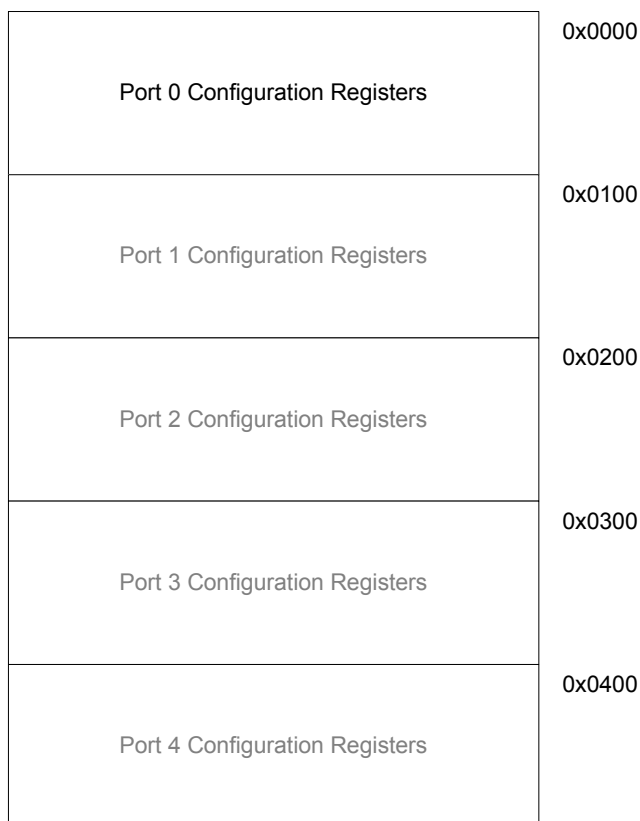 0x0000
Port 0 Configuration Registers
0x0100
Port 1 Configuration Registers
0x0200
Port 2 Configuration Registers
0x0300
Port 3 Configuration Registers
0x0400
Port 4 Configuration Registers